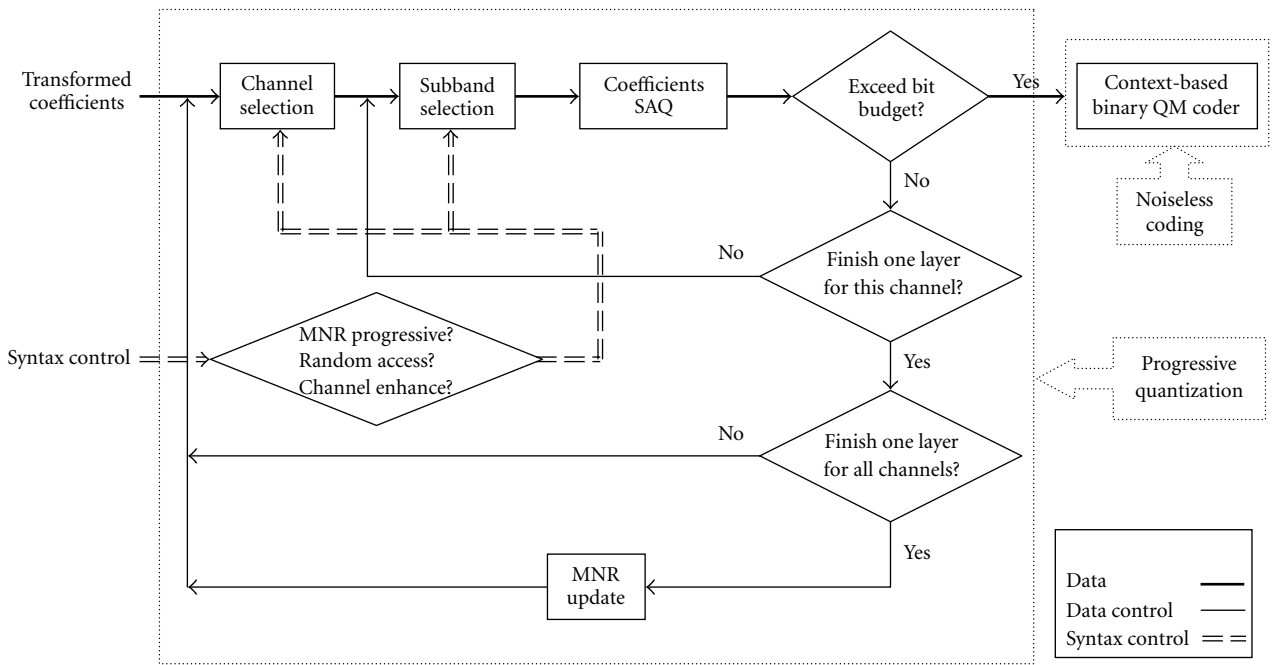 Transformed
coefficients
Channel
selection
Subband
selection
Coefficients
SAQ
Exceed bit
budget?
Yes
Context-based
binary QM coder
No
Noiseless
coding
Finish one layer
for this channel?
No
MNR progressive?
Random access?
Channel enhance?
Syntax control
Yes
Progressive
quantization
Finish one layer
for all channels?
No
Yes
MNR
update
Data
Data control
Syntax control